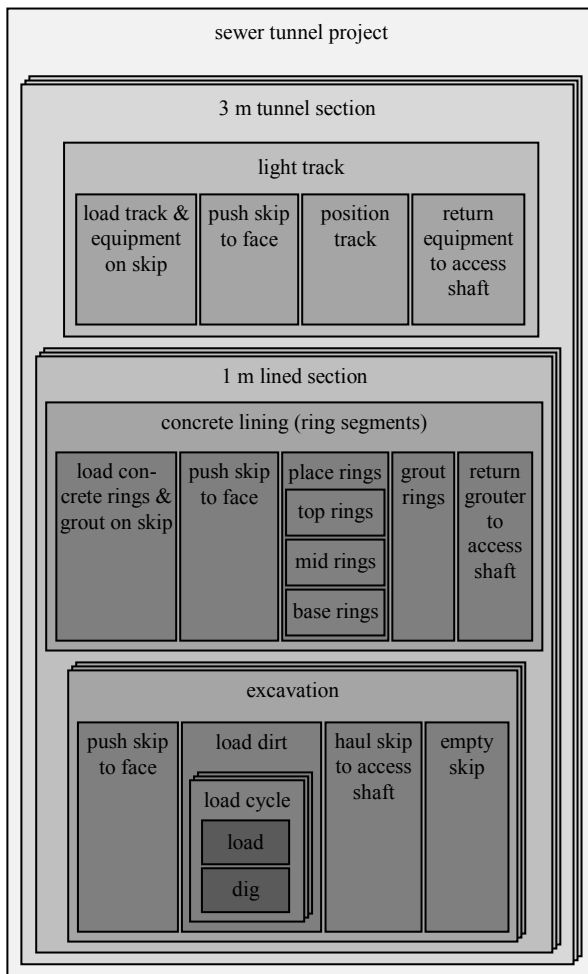 sewer tunnel project
3 m tunnel section
light track
load track &
equipment
on skip
push skip
to face
position
track
return
equipment
to access
shaft
1 m lined section
concrete lining (ring segments)
load con-
crete rings &
grout on skip
push skip
to face
place rings
top rings
mid rings
base rings
grout
rings
return
grouter
to
access
shaft
excavation
push skip
to face
load dirt
load cycle
load
dig
haul skip
to access
shaft
empty
skip